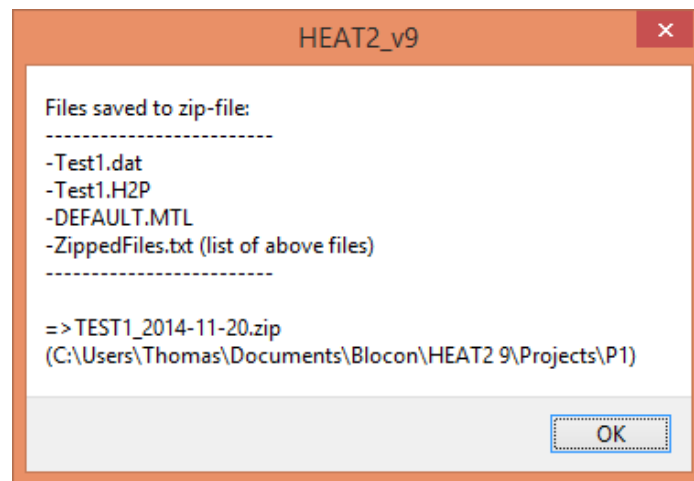 HEAT2_v9
Files saved to zip-file:
-------------------------
-Test1.dat
-Test1.H2P
-DEFAULT.MTL
-ZippedFiles.txt (list of above files)
-------------------------
=>TEST1_2014-11-20.zip
(C:\Users\Thomas\Documents\Blocon\HEAT2 9\Projects\P1)
OK